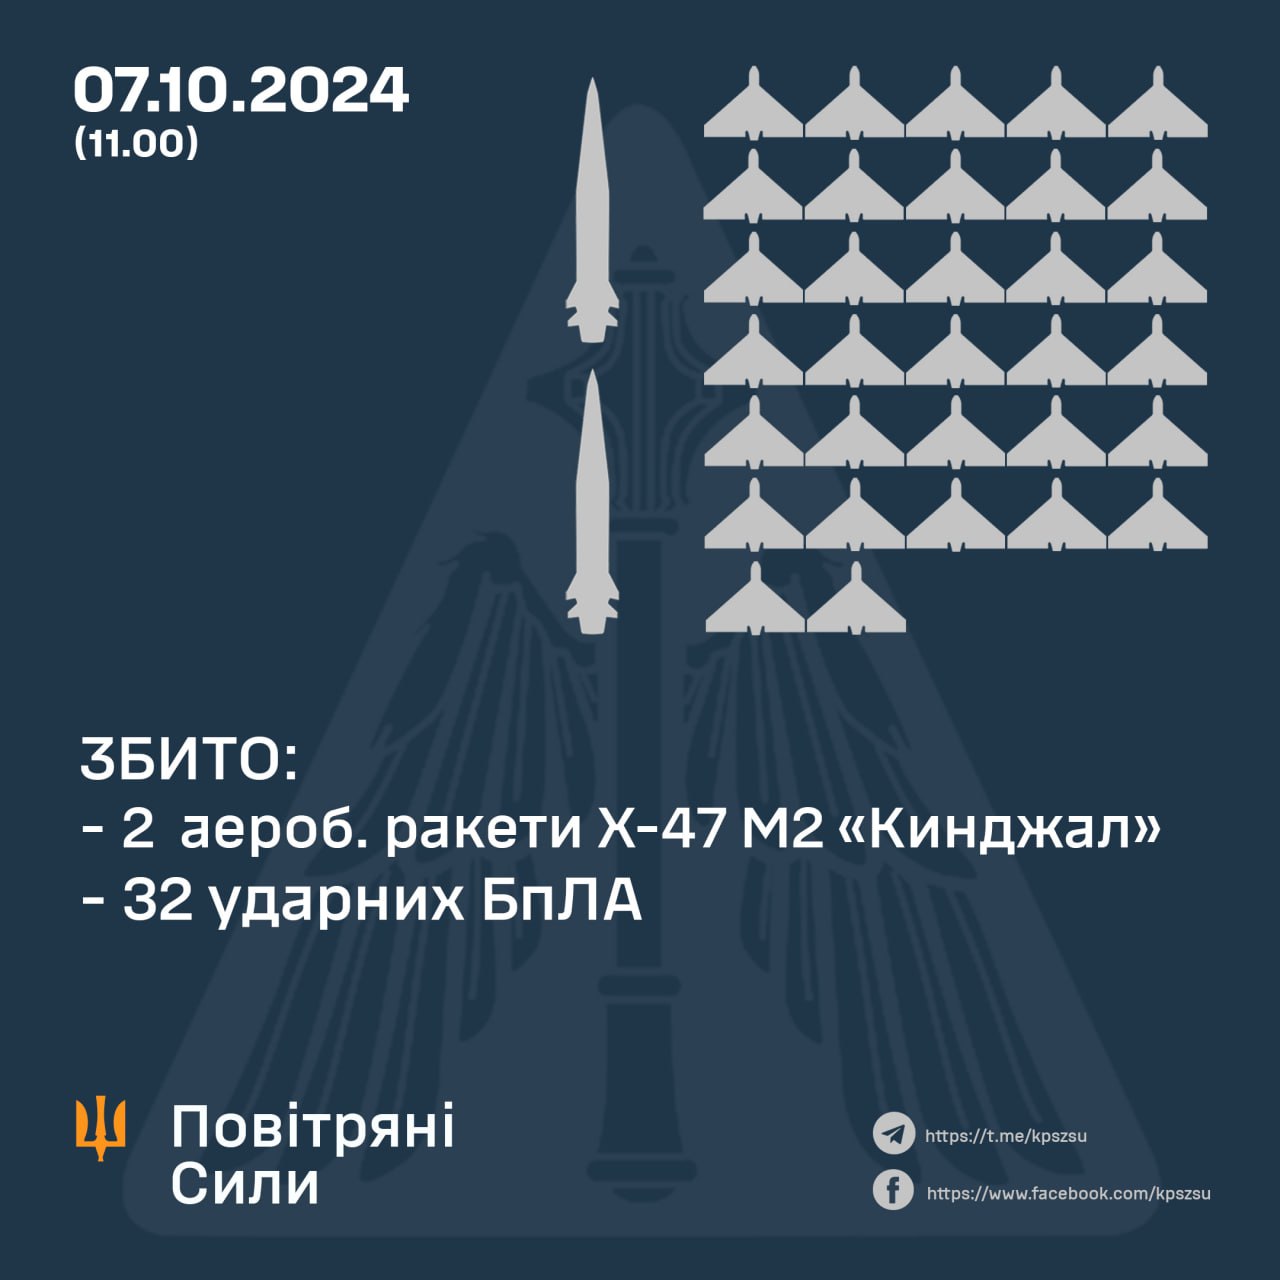 07.10.2024
(11.00)
ЗБИТО:
- 2 аероб. ракети Х-47 М2 «Кинджал»
- 32 ударних БпЛА
Повітряні
Сили
https://t.me/kpszsu
https://www.facebook.com/kpszsu